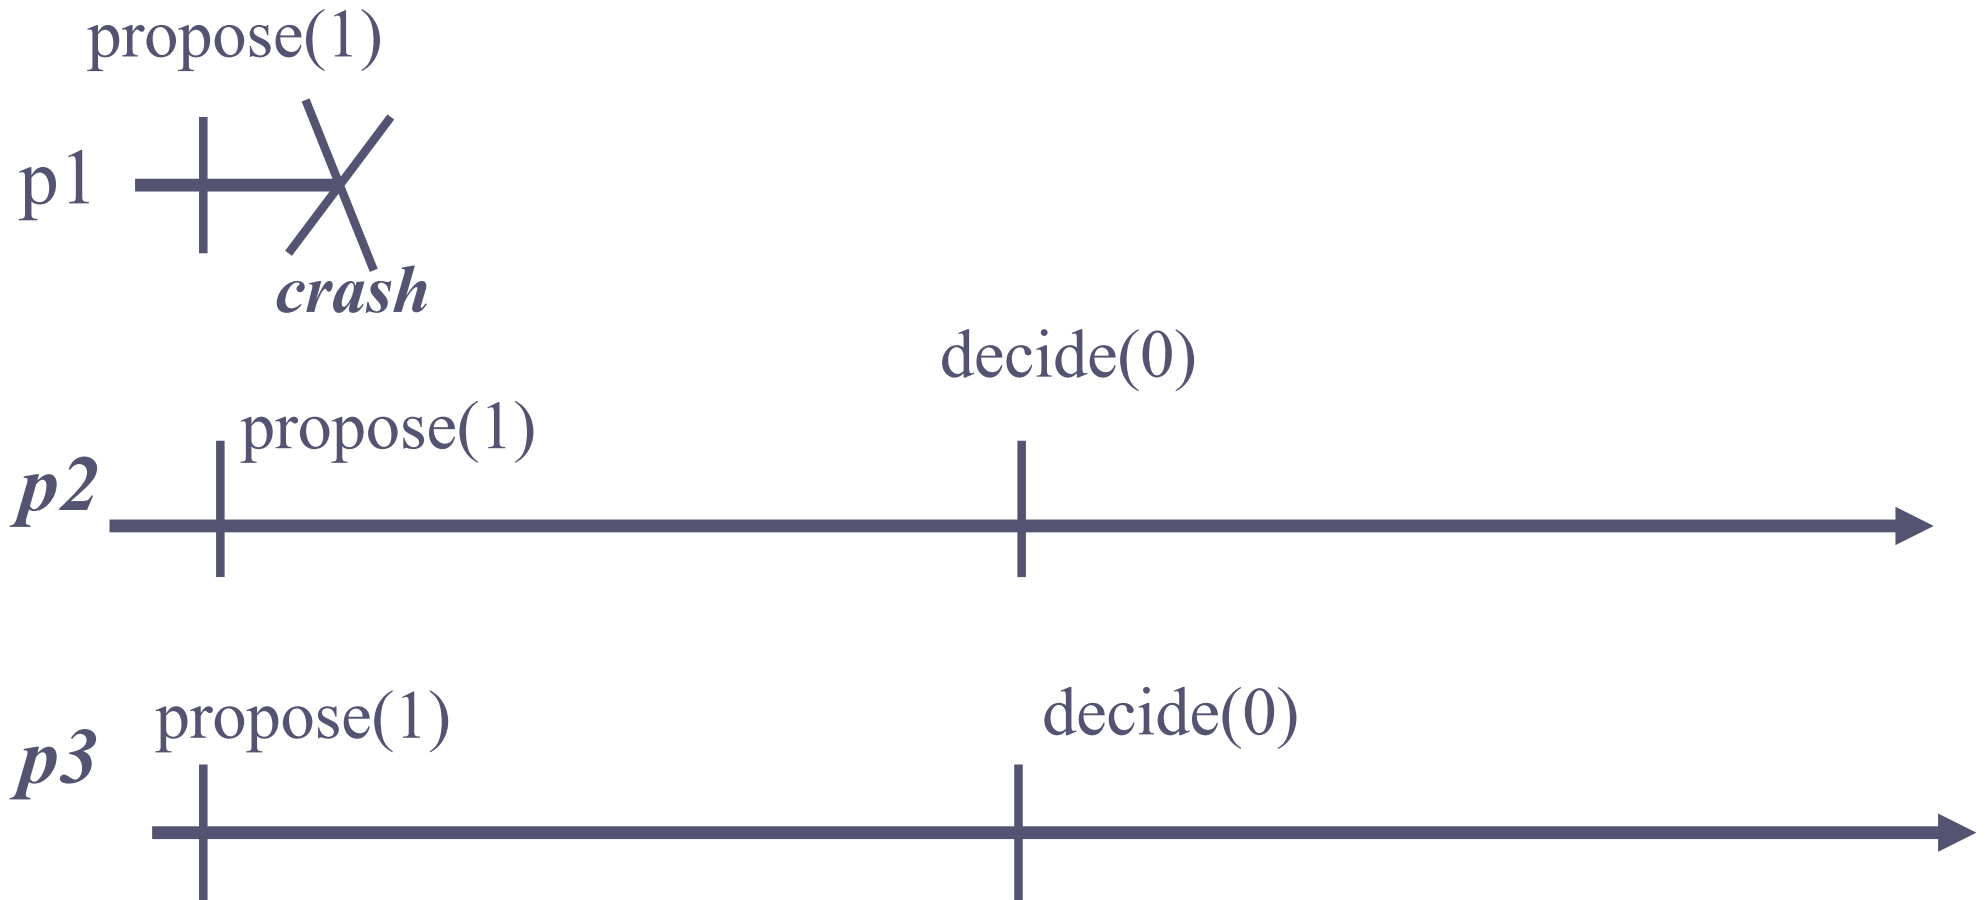 propose(1)
p1
crash
decide(0)
propose(1)
p2
propose(1)
decide(0)
p3